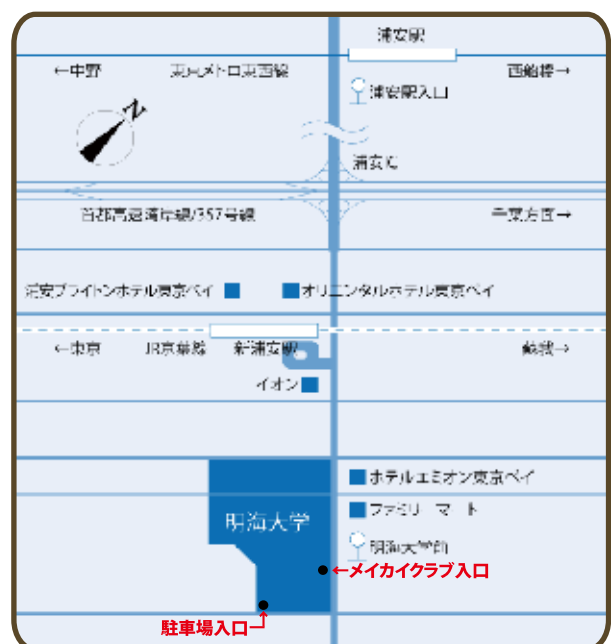 浦安駅
←中野 東京メトロ東西線 西船橋→
N
浦安駅入口
浦安IC
首都高速湾岸線/357号線 千葉方面→
浦安ブライトンホテル東京ベイ オリエンタルホテル東京ベイ
←東京 JR京葉線 新浦安駅 蘇我→
イオン
ホテルエミオン東京ベイ
ファミリーマート
明海大学
明海大学前
←メイカイクラブ入口
駐車場入口